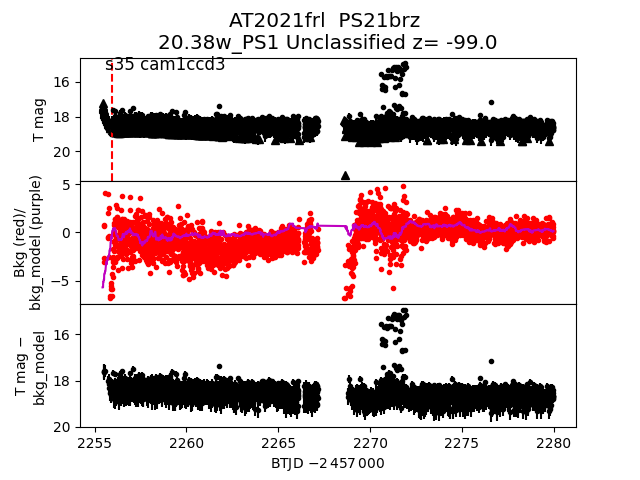 AT2021frl  PS21brz
20.38w_PS1 Unclassified z= -99.0
s35 cam1ccd3
T mag
16
18
20
Bkg (red)/
bkg_model (purple)
5
0
−5
T mag −
bkg_model
16
18
20
2255
2260
2265
2270
2275
2280
BTJD −2 457 000